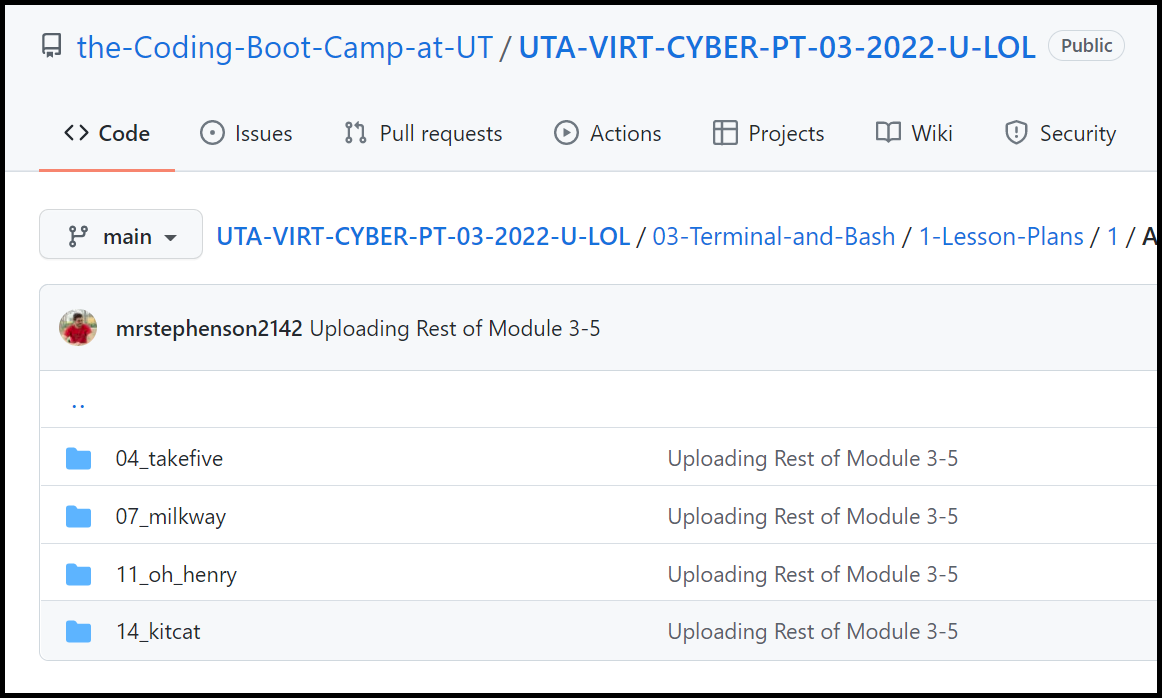 the-Coding-Boot-Camp-at-UT / UTA-VIRT-CYBER-PT-03-2022-U-LOL Public
Code Issues Pull requests Actions Projects Wiki Security
main UTA-VIRT-CYBER-PT-03-2022-U-LOL / 03-Terminal-and-Bash / 1-Lesson-Plans / 1 / A
mrstephenson2142 Uploading Rest of Module 3-5
..
04_takefive Uploading Rest of Module 3-5
07_milkway Uploading Rest of Module 3-5
11_oh_henry Uploading Rest of Module 3-5
14_kitcat Uploading Rest of Module 3-5